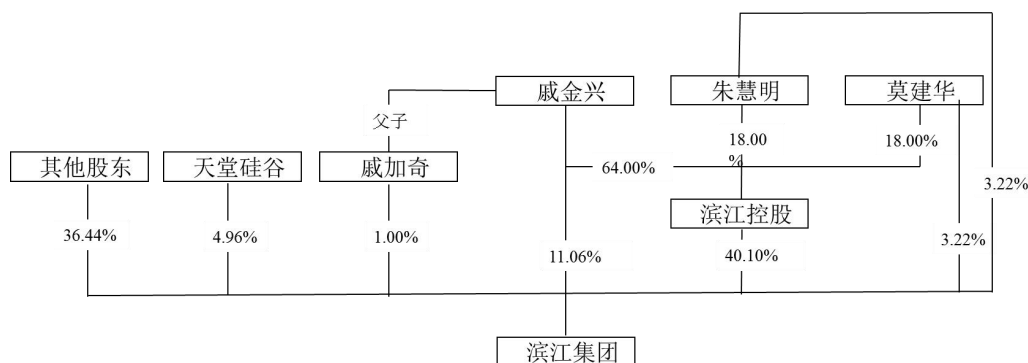 戚金兴
朱慧明
莫建华
父子
18.00
%
18.00%
其他股东
天堂硅谷
戚加奇
64.00%
3.22%
滨江控股
36.44%
4.96%
1.00%
11.06%
40.10%
3.22%
滨江集团